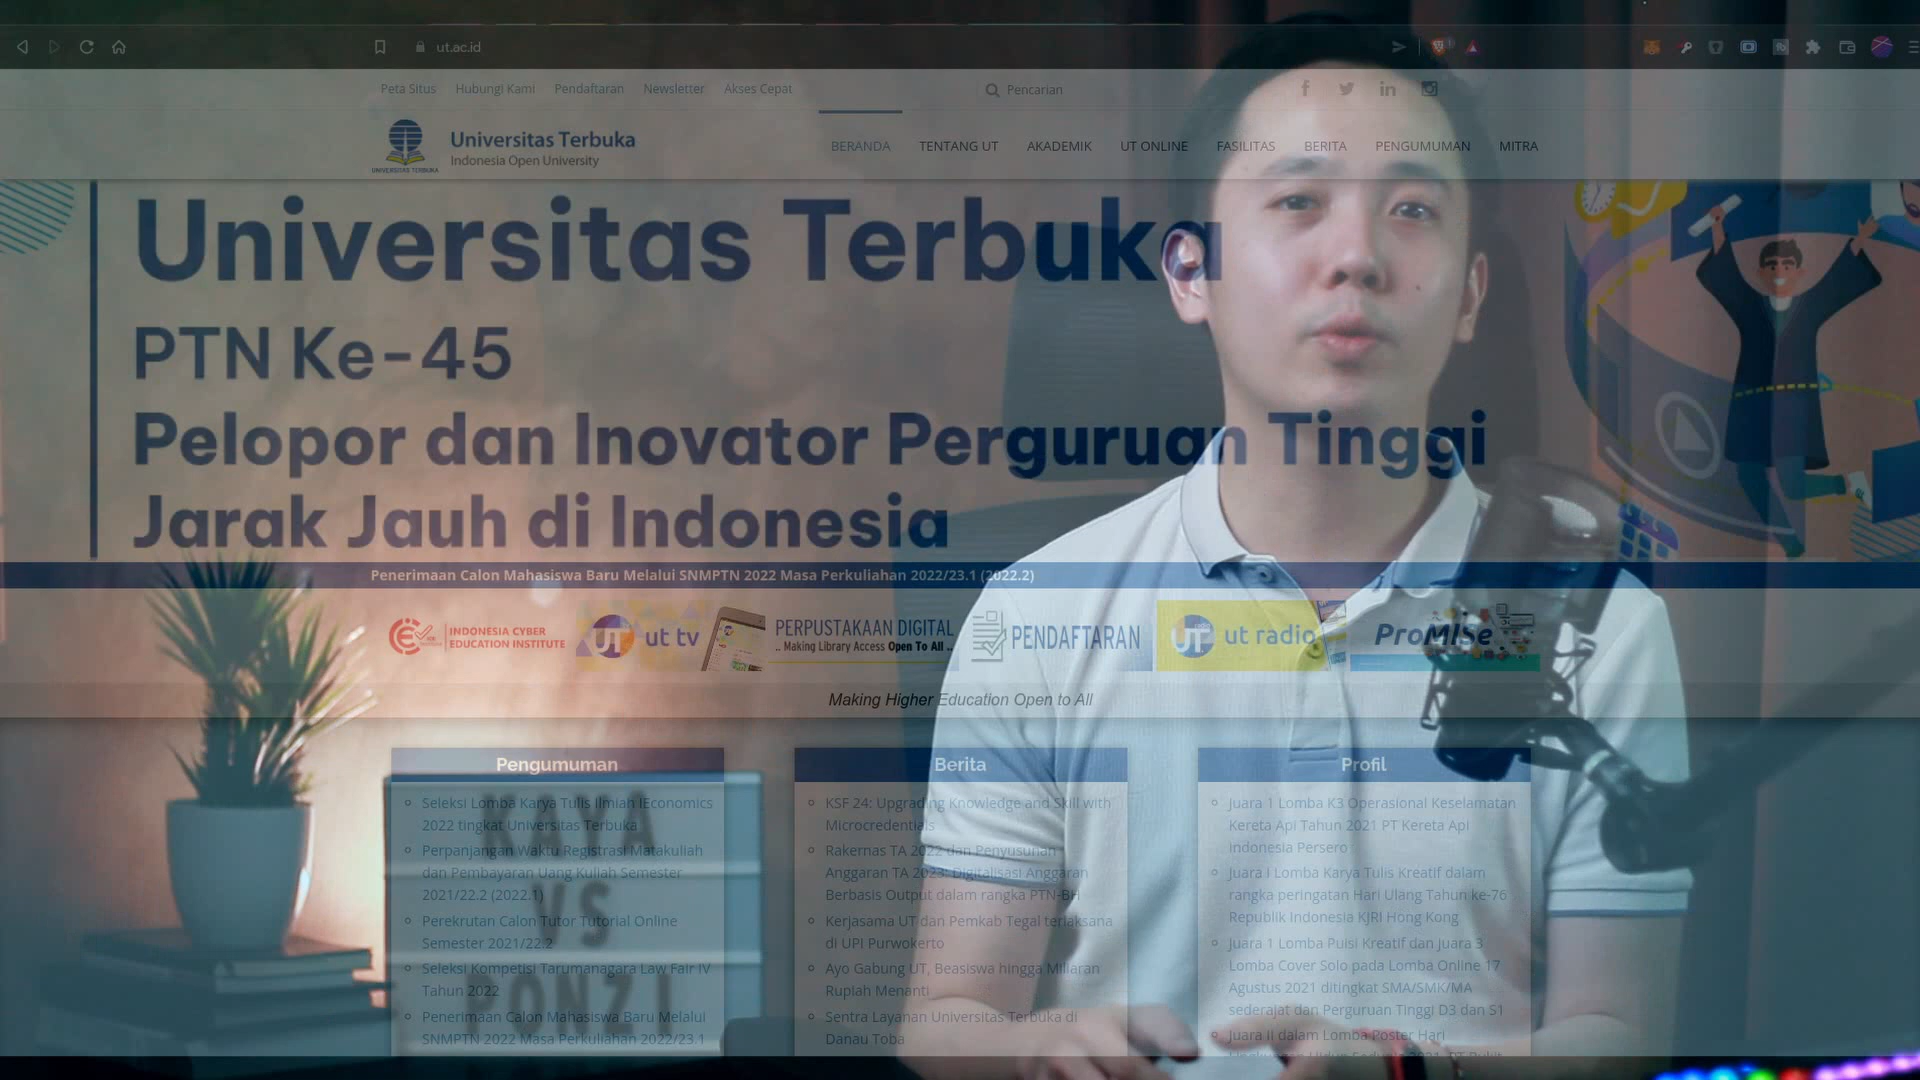 ut.ac.id
Peta Situs Hubungi Kami Pendaftaran Newsletter Akses Cepat Pencarian
Universitas Terbuka
Indonesia Open University
UNIVERSITAS TERBUKA
BERANDA TENTANG UT AKADEMIK UT ONLINE FASILITAS BERITA PENGUMUMAN MITRA
Universitas Terbuka
PTN Ke-45
Pelopor dan Inovator Perguruan Tinggi
Jarak Jauh di Indonesia
Penerimaan Calon Mahasiswa Baru Melalui SNMPTN 2022 Masa Perkuliahan 2022/23.1 (2022.2)
INDONESIA CYBER
EDUCATION INSTITUTE
UT ut tv
PERPUSTAKAAN DIGITAL
.. Making Library Access Open To All ..
PENDAFTARAN
UT ut radio
ProMISe
Making Higher Education Open to All
Pengumuman
Seleksi Lomba Karya Tulis Ilmiah IEconomics
2022 tingkat Universitas Terbuka
Perpanjangan Waktu Registrasi Matakuliah
dan Pembayaran Uang Kuliah Semester
2021/22.2 (2022.1)
Perekrutan Calon Tutor Tutorial Online
Semester 2021/22.2
Seleksi Kompetisi Tarumanagara Law Fair IV
Tahun 2022
Penerimaan Calon Mahasiswa Baru Melalui
SNMPTN 2022 Masa Perkuliahan 2022/23.1
Berita
KSF 24: Upgrading Knowledge and Skill with
Microcredentials
Rakernas TA 2022 dan Penyusunan
Anggaran TA 2023: Digitalisasi Anggaran
Berbasis Output dalam rangka PTN-BH
Kerjasama UT dan Pemkab Tegal terlaksana
di UPI Purwokerto
Ayo Gabung UT, Beasiswa hingga Miliaran
Rupiah Menanti
Sentra Layanan Universitas Terbuka di
Danau Toba
Profil
Juara 1 Lomba K3 Operasional Keselamatan
Kereta Api Tahun 2021 PT Kereta Api
Indonesia Persero
Juara I Lomba Karya Tulis Kreatif dalam
rangka peringatan Hari Ulang Tahun ke-76
Republik Indonesia KJRI Hong Kong
Juara 1 Lomba Puisi Kreatif dan juara 3
Lomba Cover Solo pada Lomba Online 17
Agustus 2021 ditingkat SMA/SMK/MA
sederajat dan Perguruan Tinggi D3 dan S1
Juara II dalam Lomba Poster Hari
KAYA
VS